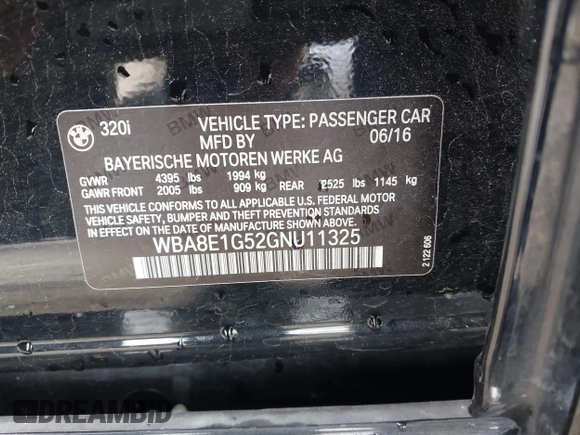 320i VEHICLE TYPE: PASSENGER CAR
MFD BY 06/16
BAYERISCHE MOTOREN WERKE AG
GVWR 4395 lbs 1994 kg
GAWR FRONT 2005 lbs 909 kg REAR 2525 lbs 1145 kg
THIS CONFORMS TO ALL APPLICABLE U.S. FEDERAL MOTOR
VEHICLE SAFETY, BUMPER AND THEFT PREVENTION STANDARDS
IN EFFECT ON THE DATE OF MANUFACTURE SHOWN ABOVE.
WBA8E1G52GNU11325
2 122 606
DREAMBID